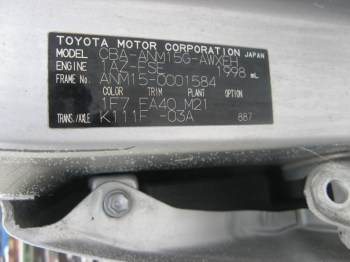 TOYOTA MOTOR CORPORATION JAPAN
MODEL CBA-ANM15G-AWXEH
ENGINE 1AZ-FSE 1998 mL
FRAME No. ANM15-0001584
COLOR TRIM PLANT OPTION
1F7 EA40 M21
TRANS./AXLE K111F -03A 887